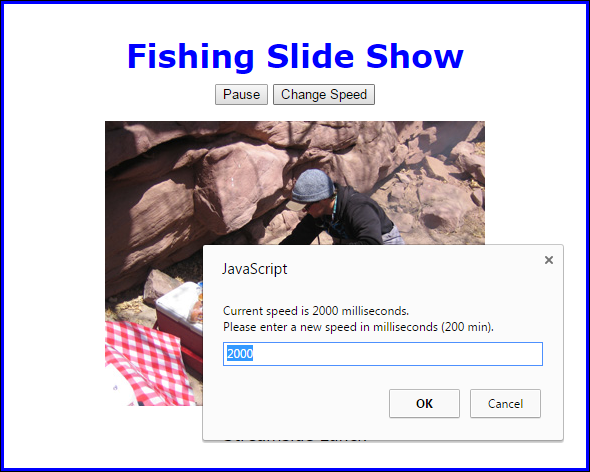 Fishing Slide Show
Pause Change Speed
JavaScript
Current speed is 2000 milliseconds.
Please enter a new speed in milliseconds (200 min).
2000
OK Cancel